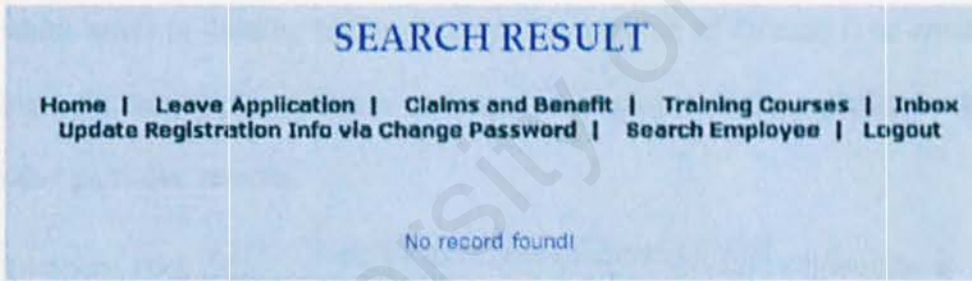 SEARCH RESULT
Home | Leave Application | Claims and Benefit | Training Courses | Inbox
Update Registration Info via Change Password | Search Employee | Logout
No record found!